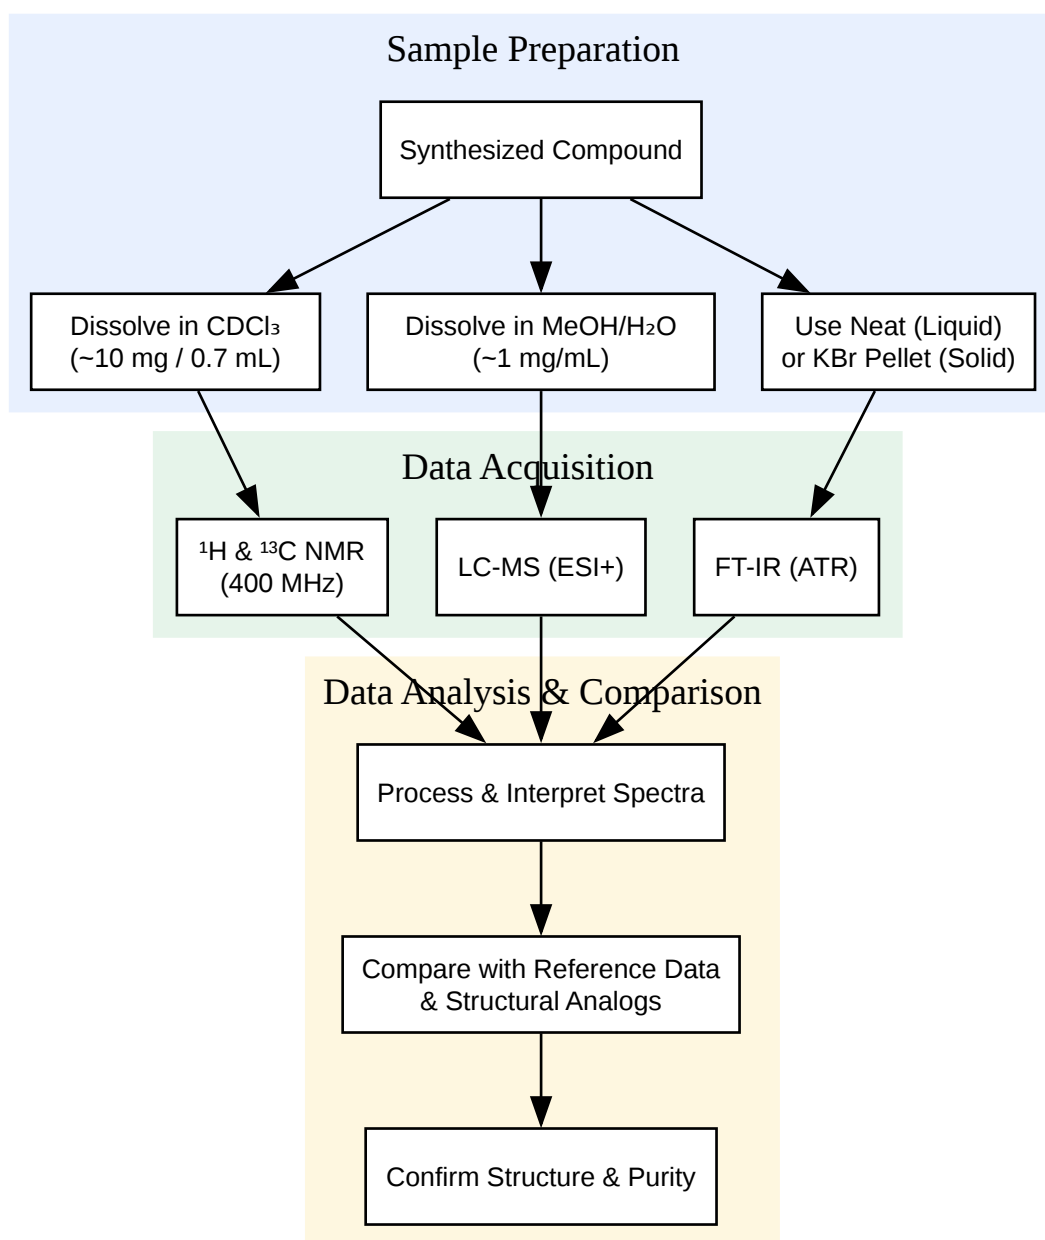 Sample Preparation
Synthesized Compound
Dissolve in CDCl₃
(~10 mg / 0.7 mL)
Dissolve in MeOH/H₂O
(~1 mg/mL)
Use Neat (Liquid)
or KBr Pellet (Solid)
Data Acquisition
¹H & ¹³C NMR
(400 MHz)
LC-MS (ESI+)
FT-IR (ATR)
Data Analysis & Comparison
Process & Interpret Spectra
Compare with Reference Data
& Structural Analogs
Confirm Structure & Purity